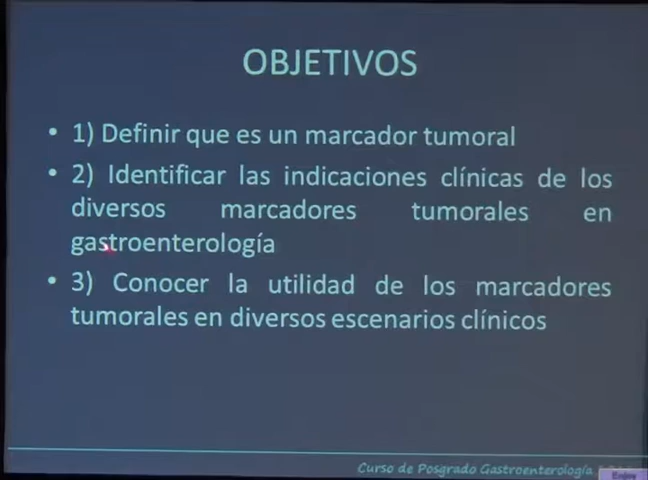 OBJETIVOS
• 1) Definir que es un marcador tumoral
• 2) Identificar las indicaciones clínicas de los
diversos marcadores tumorales en
gastroenterología
• 3) Conocer la utilidad de los marcadores
tumorales en diversos escenarios clínicos
Curso de Posgrado Gastroenterología
Enjoy